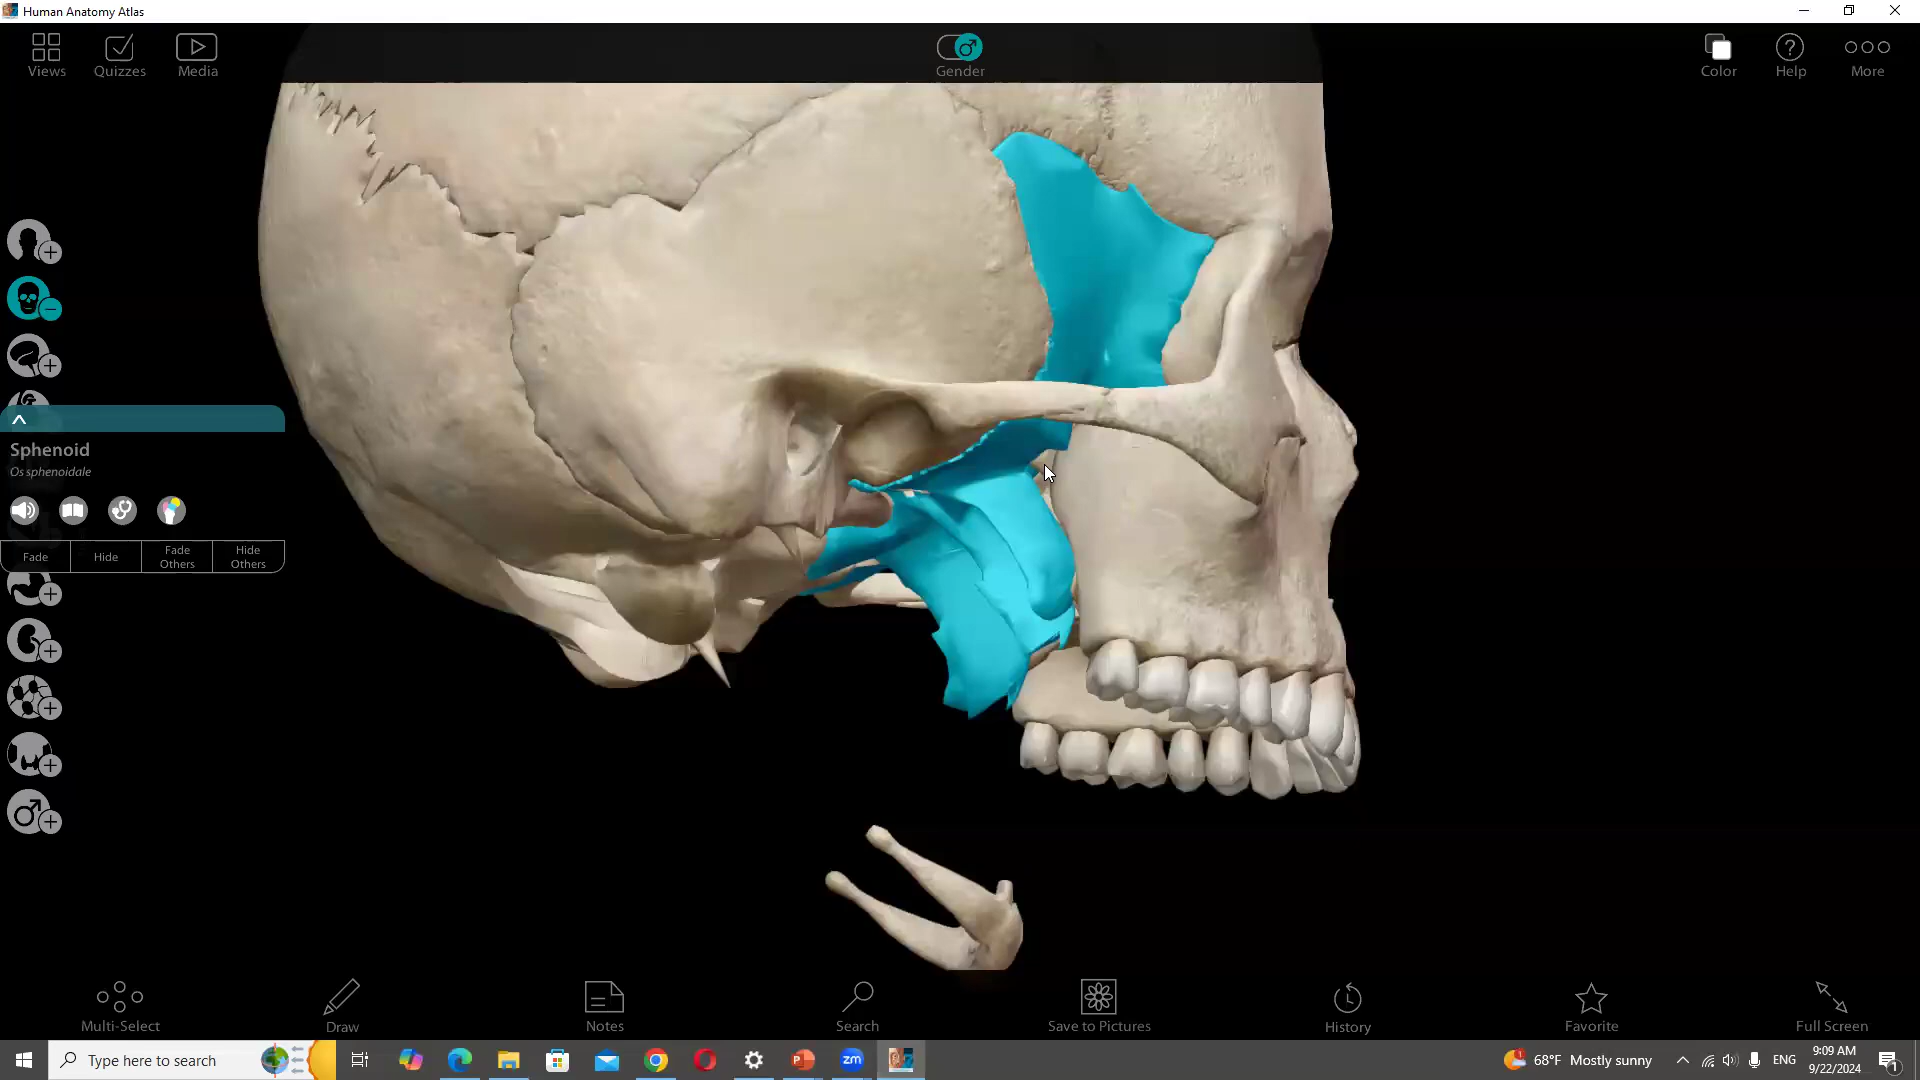 Human Anatomy Atlas
Views
Quizzes
Media
Gender
Color
Help
More
Sphenoid
Os sphenoidale
Fade
Hide
Fade
Others
Hide
Others
Multi-Select
Draw
Notes
Search
Save to Pictures
History
Favorite
Full Screen
Type here to search
zm
68°F Mostly sunny
ENG
9:09 AM
9/22/2024
1